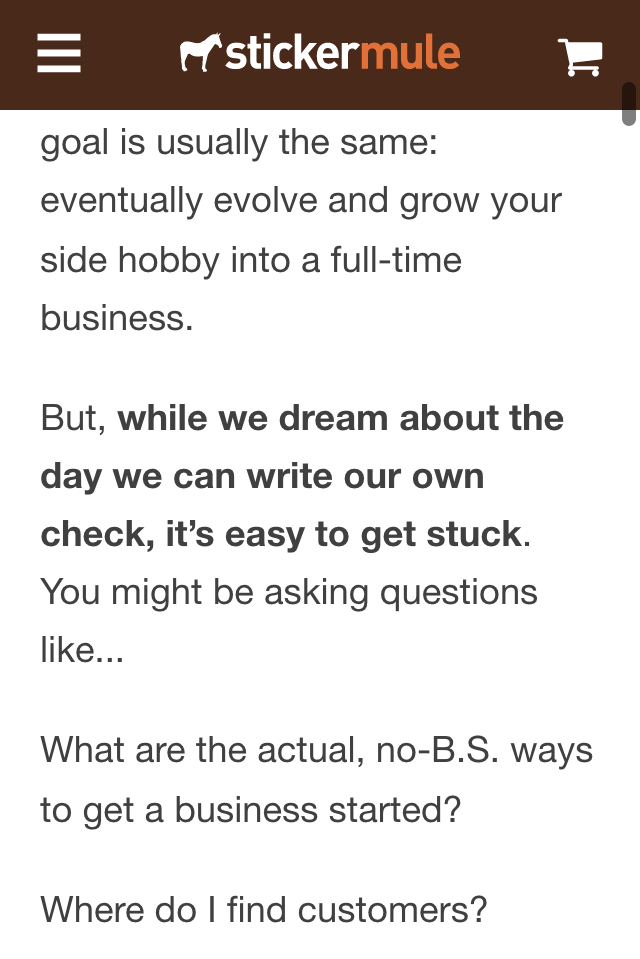 stickermule
goal is usually the same:
eventually evolve and grow your
side hobby into a full-time
business.
But, while we dream about the
day we can write our own
check, it’s easy to get stuck.
You might be asking questions
like...
What are the actual, no-B.S. ways
to get a business started?
Where do I find customers?